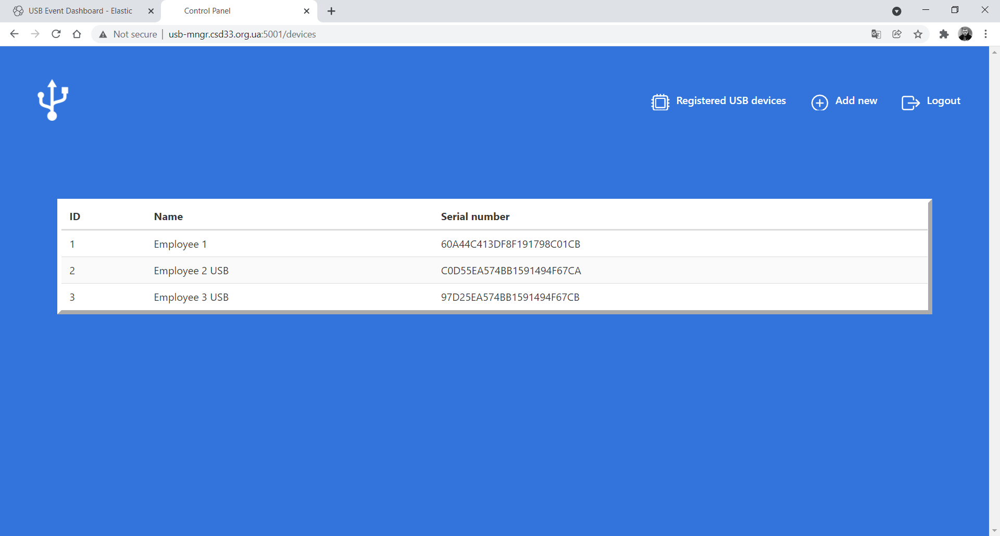 USB Event Dashboard - Elastic
Control Panel
Not secure usb-mngr.csd33.org.ua:5001/devices
Registered USB devices
Add new
Logout
ID Name Serial number
1 Employee 1 60A44C413DF8F191798C01CB
2 Employee 2 USB C0D55EA574BB1591494F67CA
3 Employee 3 USB 97D25EA574BB1591494F67CB